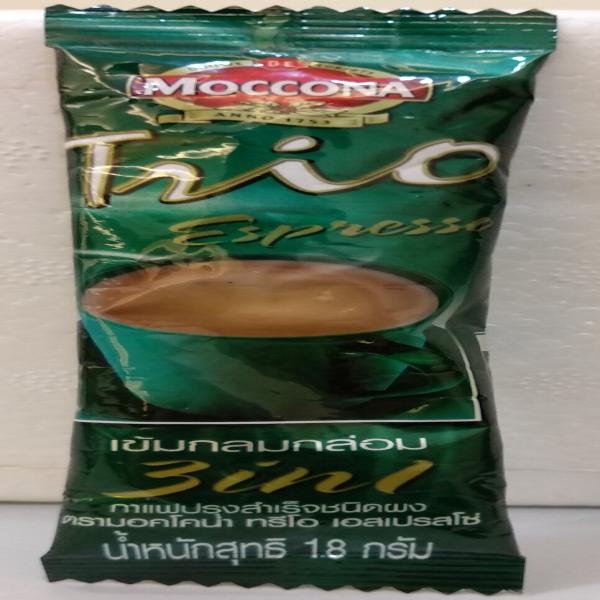 MOCCONA
ANNO 1753
Trio
Espresso
เข้มกลมกล่อม
3in1
กาแฟปรุงสำเร็จชนิดผง
ตรามอคโคน่า ทรีโอ เอสเปรสโซ่
น้ำหนักสุทธิ 18 กรัม